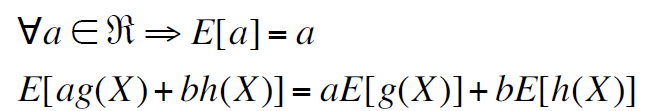 ∀a ∈ ℜ ⇒ E[a] = a
E[ag(X) + bh(X)] = aE[g(X)] + bE[h(X)]